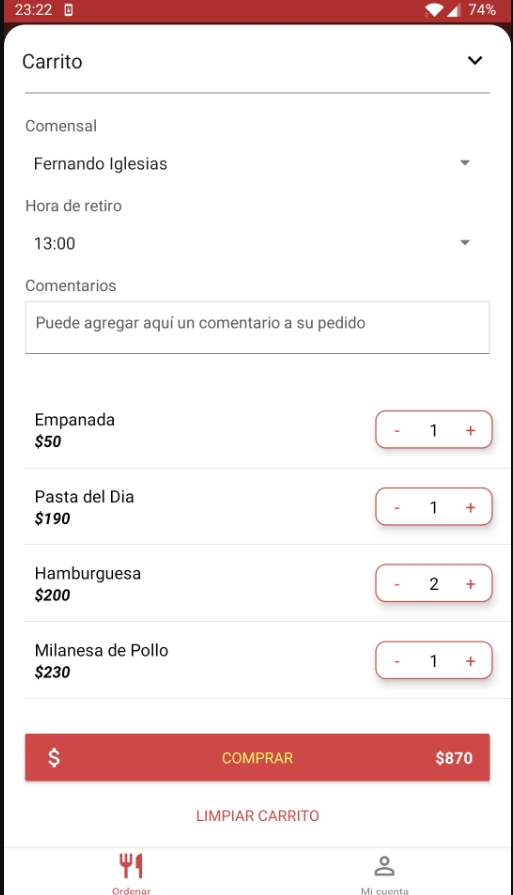 23:22
74%
Carrito
Comensal
Fernando Iglesias
Hora de retiro
13:00
Comentarios
Puede agregar aquí un comentario a su pedido
Empanada
$50
- 1 +
Pasta del Dia
$190
- 1 +
Hamburguesa
$200
- 2 +
Milanesa de Pollo
$230
- 1 +
$ COMPRAR $870
LIMPIAR CARRITO
Ordenar
Mi cuenta